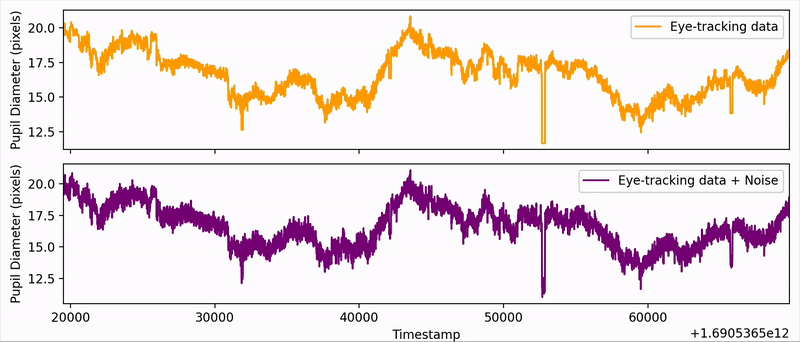 Pupil Diameter (pixels)
20.0
17.5
15.0
12.5
Eye-tracking data
Pupil Diameter (pixels)
20.0
17.5
15.0
12.5
Eye-tracking data + Noise
20000 30000 40000 50000 60000
Timestamp
+1.6905365e12